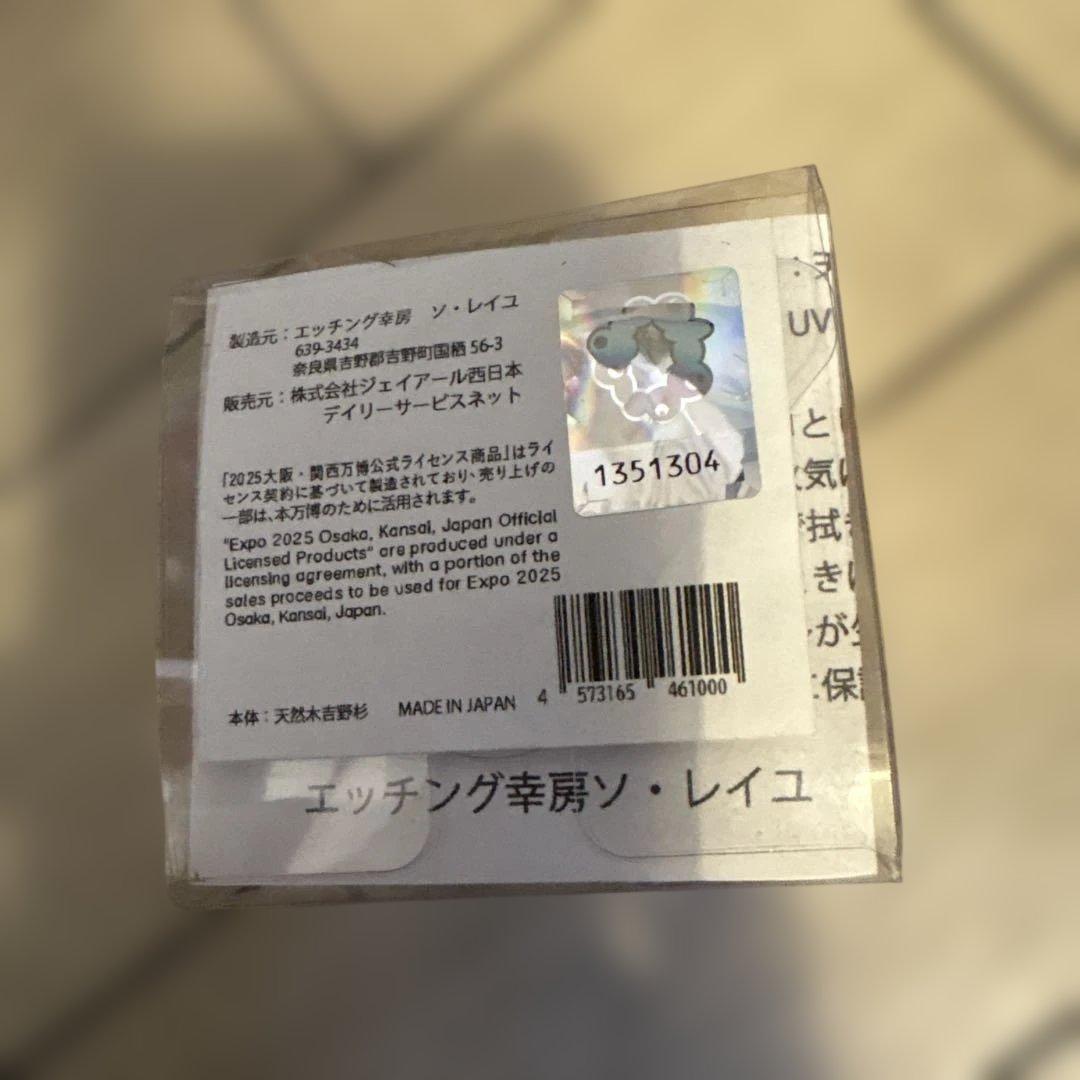 製造元：エッチング幸房　ソ・レイユ
639-3434
奈良県吉野郡吉野町国栖 56-3
販売元：株式会社ジェイアール西日本
デイリーサービスネット
「2025大阪・関西万博公式ライセンス商品」はライ
センス契約に基づいて製造されており、売り上げの
一部は、本万博のために活用されます。
"Expo 2025 Osaka, Kansai, Japan Official
Licensed Products" are produced under a
licensing agreement, with a portion of the
sales proceeds to be used for Expo 2025
Osaka, Kansai, Japan.
1351304
本体：天然木吉野杉　MADE IN JAPAN
4 573165 461000
エッチング幸房ソ・レイユ
UV
と
気
拭き
きに
が
保